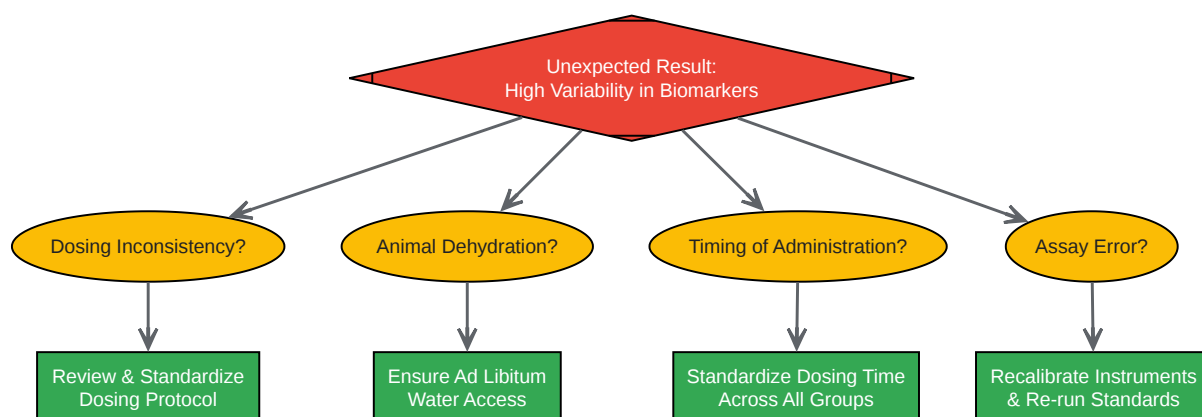 Unexpected Result:
High Variability in Biomarkers
Dosing Inconsistency?
Animal Dehydration?
Timing of Administration?
Assay Error?
Review & Standardize
Dosing Protocol
Ensure Ad Libitum
Water Access
Standardize Dosing Time
Across All Groups
Recalibrate Instruments
& Re-run Standards